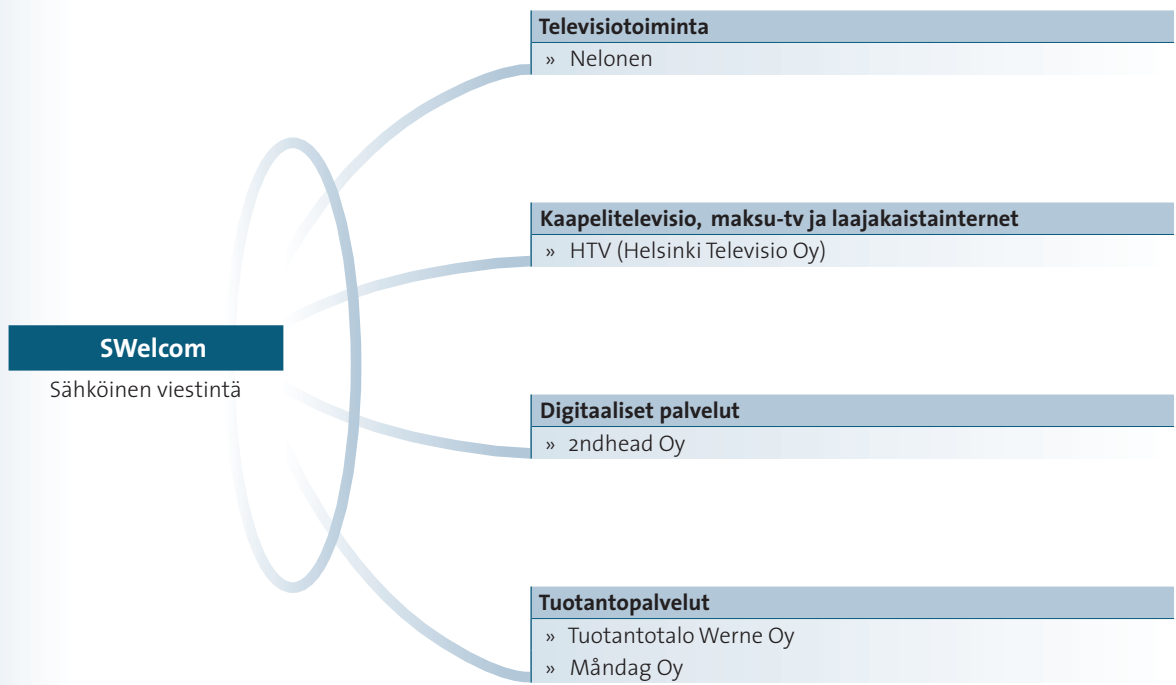 SWelcom
Sähköinen viestintä
Televisiotoiminta
» Nelonen
Kaapelitelevisio, maksu-tv ja laajakaistainternet
» HTV (Helsinki Televisio Oy)
Digitaaliset palvelut
» 2ndhead Oy
Tuotantopalvelut
» Tuotantotalo Werne Oy
» Måndag Oy